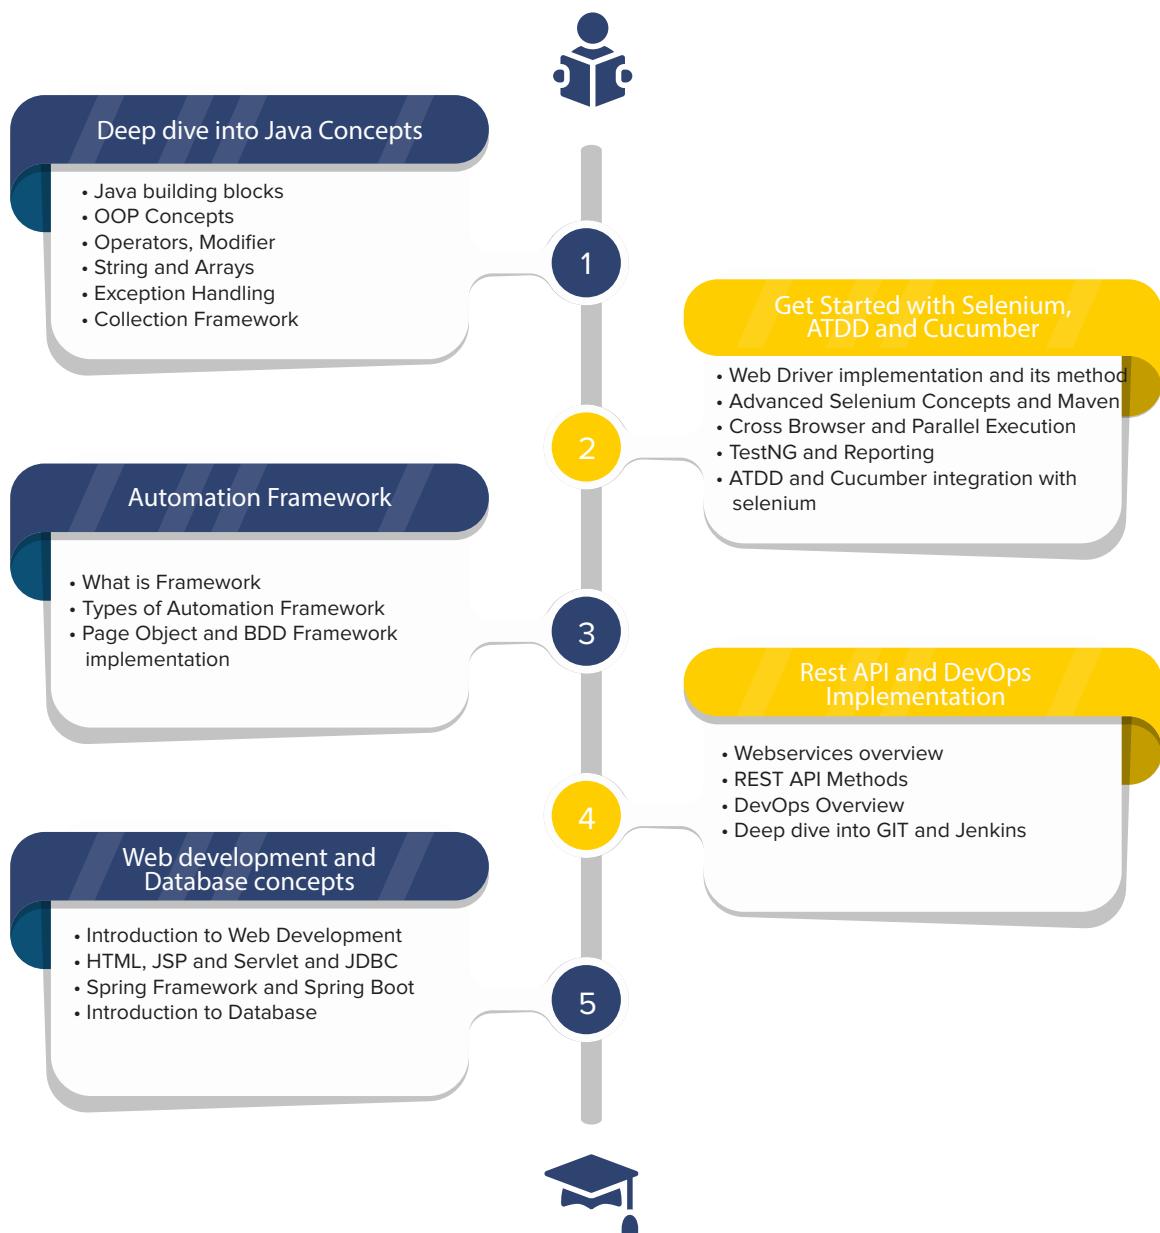 Deep dive into Java Concepts
• Java building blocks
• OOP Concepts
• Operators, Modifier
• String and Arrays
• Exception Handling
• Collection Framework
1
Get Started with Selenium,
ATDD and Cucumber
• Web Driver implementation and its method
• Advanced Selenium Concepts and Maven
• Cross Browser and Parallel Execution
• TestNG and Reporting
• ATDD and Cucumber integration with
selenium
2
Automation Framework
• What is Framework
• Types of Automation Framework
• Page Object and BDD Framework
implementation
3
Rest API and DevOps
Implementation
• Webservices overview
• REST API Methods
• DevOps Overview
• Deep dive into GIT and Jenkins
4
Web development and
Database concepts
• Introduction to Web Development
• HTML, JSP and Servlet and JDBC
• Spring Framework and Spring Boot
• Introduction to Database
5